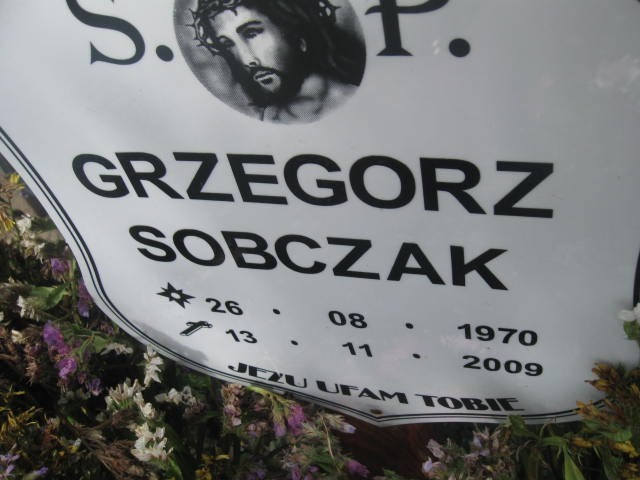 S. P.
GRZEGORZ
SOBCZAK
26 • 08 • 1970
13 • 11 • 2009
JEZU UFAM TOBIE